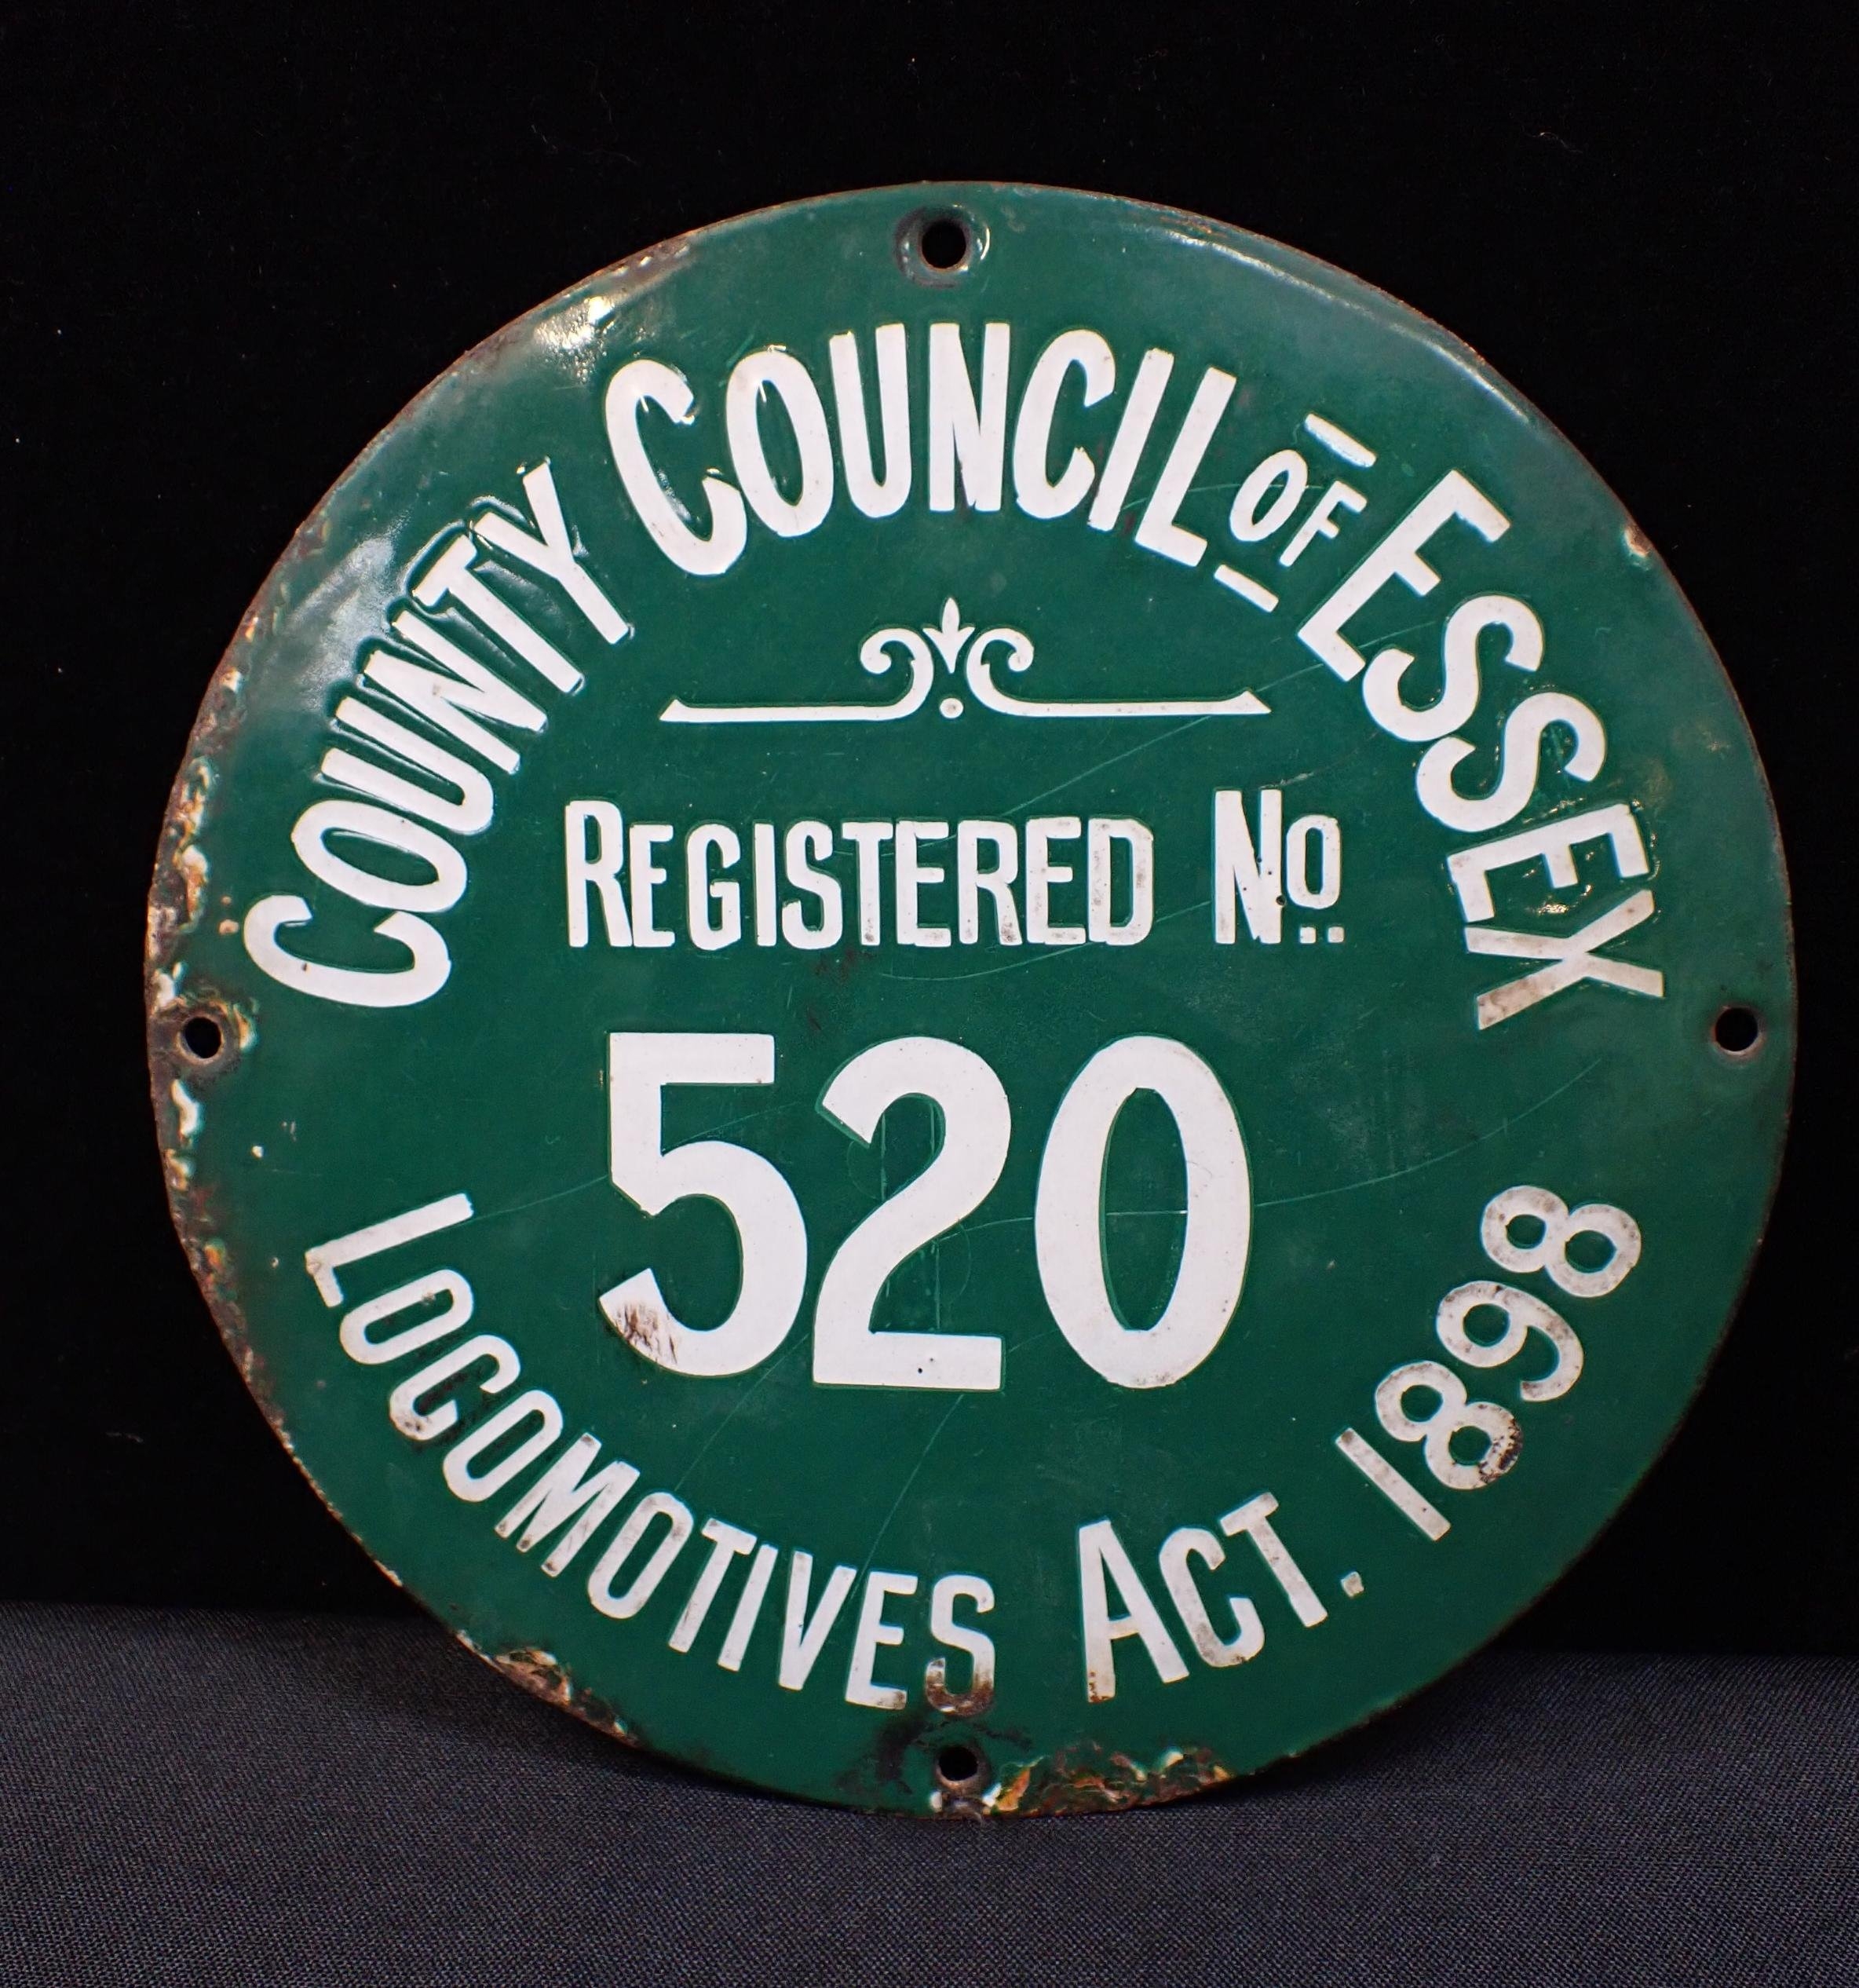 COUNTY COUNCIL OF ESSEX
REGISTERED No.
520
LOCOMOTIVES ACT. 1898